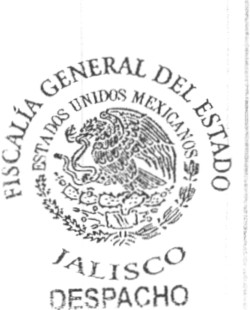 FISCALÍA GENERAL DEL ESTADO
ESTADOS UNIDOS MEXICANOS
JALISCO
DESPACHO